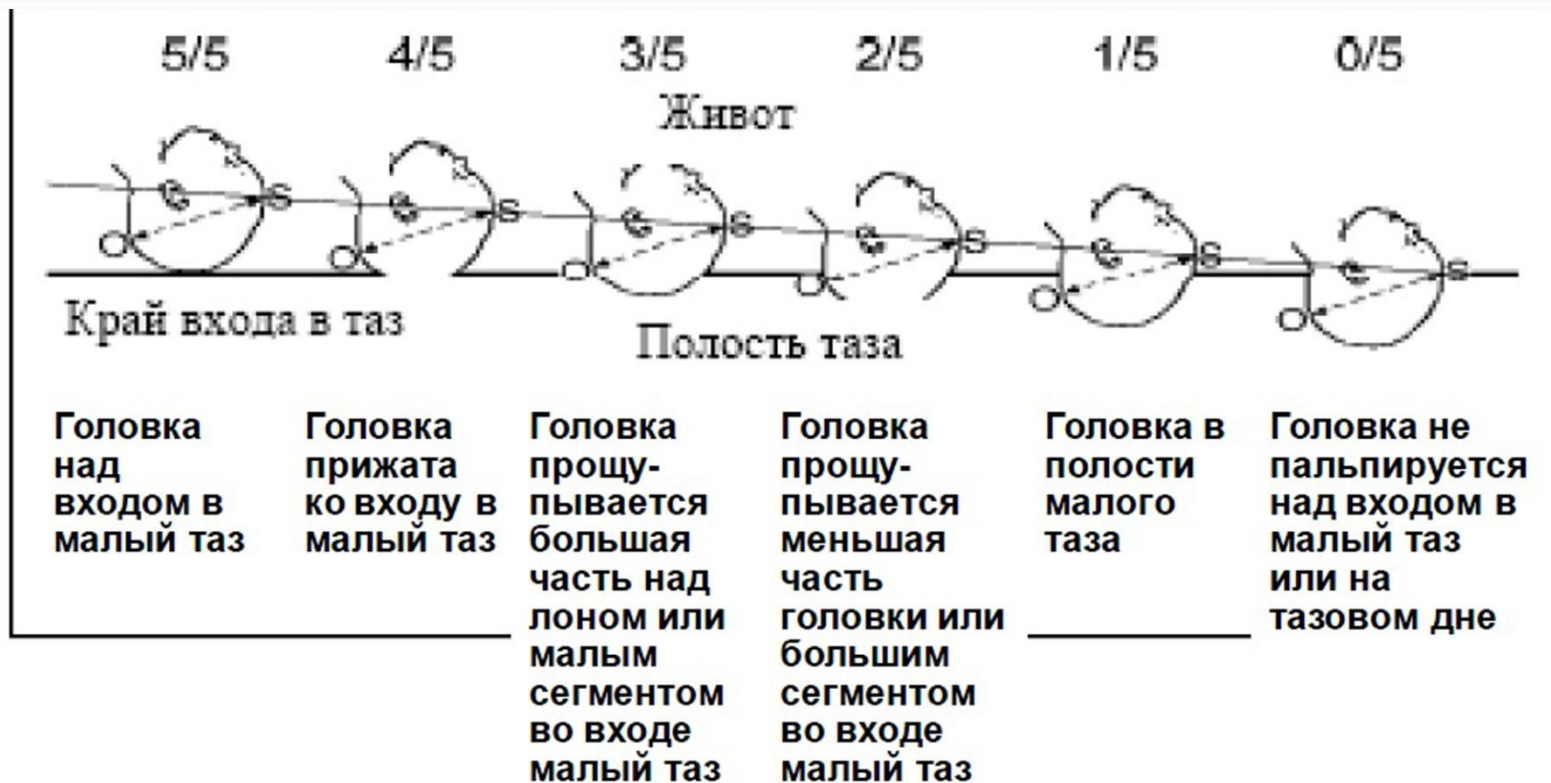 5/5 4/5 3/5 2/5 1/5 0/5
Живот
S S S S S S
O O O O O O
Край входа в таз
Полость таза
Головка
над
входом в
малый таз
Головка
прижата
ко входу в
малый таз
Головка
прощу-
пывается
большая
часть над
лоном или
малым
сегментом
во входе
малый таз
Головка
прощу-
пывается
меньшая
часть
головки или
большим
сегментом
во входе
малый таз
Головка в
полости
малого
таза
Головка не
пальпируется
над входом в
малый таз
или на
тазовом дне